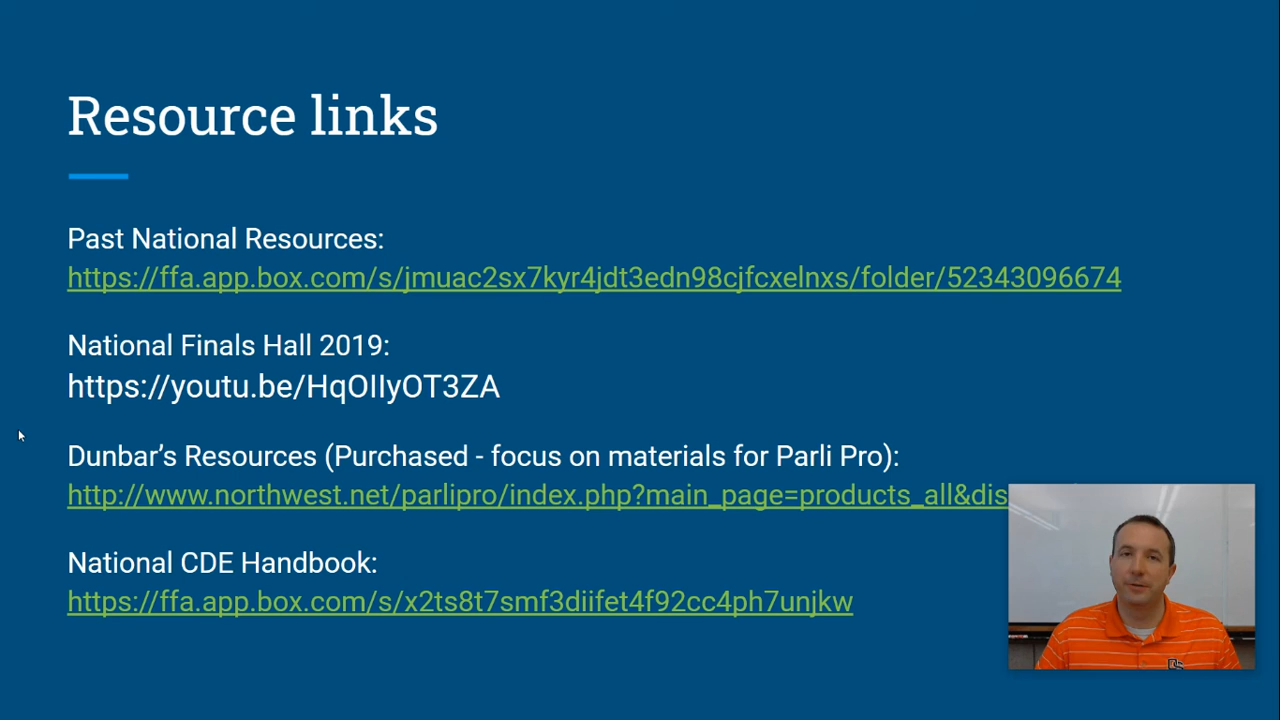 Resource links
Past National Resources:
https://ffa.app.box.com/s/jmuac2sx7kyr4jdt3edn98cjfcxelnxs/folder/52343096674
National Finals Hall 2019:
https://youtu.be/HqOIIyOT3ZA
Dunbar’s Resources (Purchased - focus on materials for Parli Pro):
http://www.northwest.net/parlipro/index.php?main_page=products_all&dis
National CDE Handbook:
https://ffa.app.box.com/s/x2ts8t7smf3diifet4f92cc4ph7unjkw